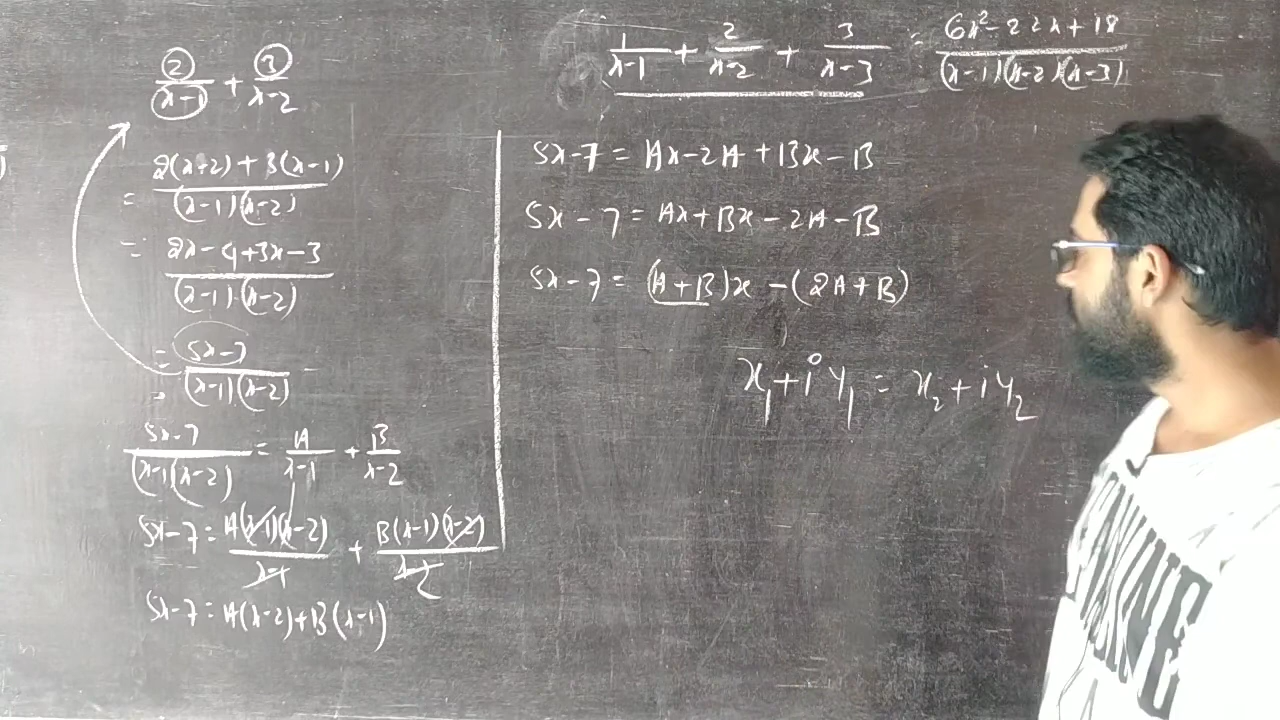 1/(x-1) + 2/(x-2) + 3/(x-3) = (6x²-22x+18)/((x-1)(x-2)(x-3))
2/(x-1) + 3/(x-2)
= (2(x+2)+3(x-1))/((x-1)(x-2))
= (2x-4+3x-3)/((x-1)(x-2))
= (5x-7)/((x-1)(x-2))
(5x-7)/((x-1)(x-2)) = A/(x-1) + B/(x-2)
5x-7 = A(x-1)(x-2)/(x-1) + B(x-1)(x-2)/(x-2)
5x-7 = A(x-2)+B(x-1)
5x-7 = Ax-2A+Bx-B
5x-7 = Ax+Bx-2A-B
5x-7 = (A+B)x-(2A+B)
x₁+iy₁ = x₂+iy₂